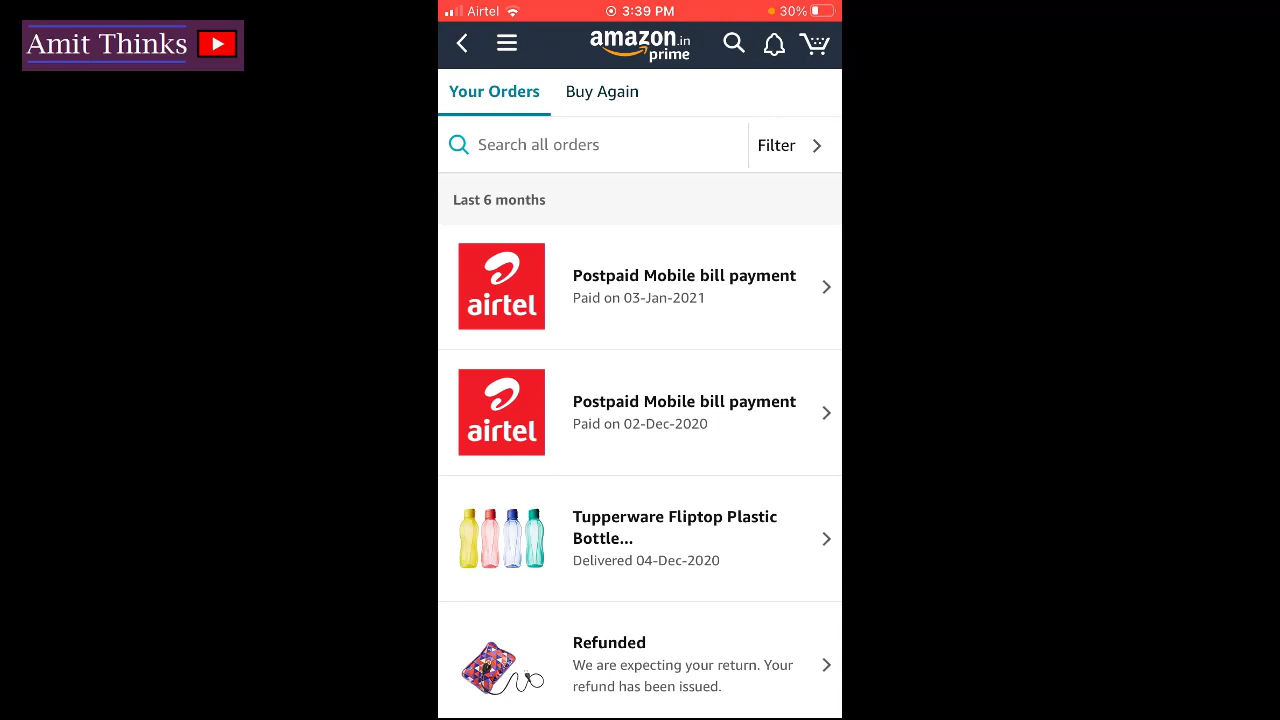 Amit Thinks
Airtel 3:39 PM 30%
amazon.in
prime
Your Orders Buy Again
Search all orders Filter
Last 6 months
airtel
Postpaid Mobile bill payment
Paid on 03-Jan-2021
airtel
Postpaid Mobile bill payment
Paid on 02-Dec-2020
Tupperware Fliptop Plastic
Bottle...
Delivered 04-Dec-2020
Refunded
We are expecting your return. Your
refund has been issued.